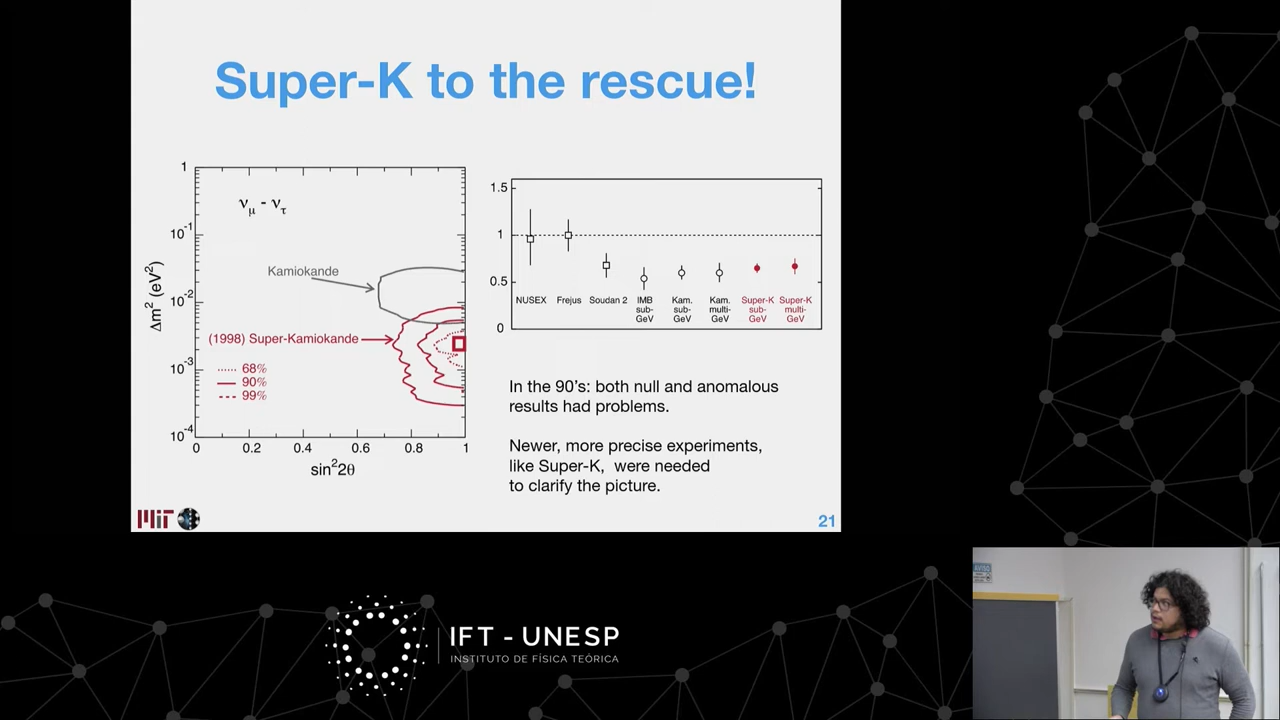 Super-K to the rescue!
1
10-1
10-2
10-3
10-4
Δm2 (eV2)
νμ - ντ
Kamiokande
(1998) Super-Kamiokande
68%
90%
99%
0 0.2 0.4 0.6 0.8 1
sin22θ
1.5
1
0.5
0
NUSEX
Frejus
Soudan 2
IMB
sub-
GeV
Kam.
sub-
GeV
Kam.
multi-
GeV
Super-K
sub-
GeV
Super-K
multi-
GeV
In the 90's: both null and anomalous
results had problems.
Newer, more precise experiments,
like Super-K, were needed
to clarify the picture.
MIT
21
AVISO
IFT - UNESP
INSTITUTO DE FÍSICA TEÓRICA